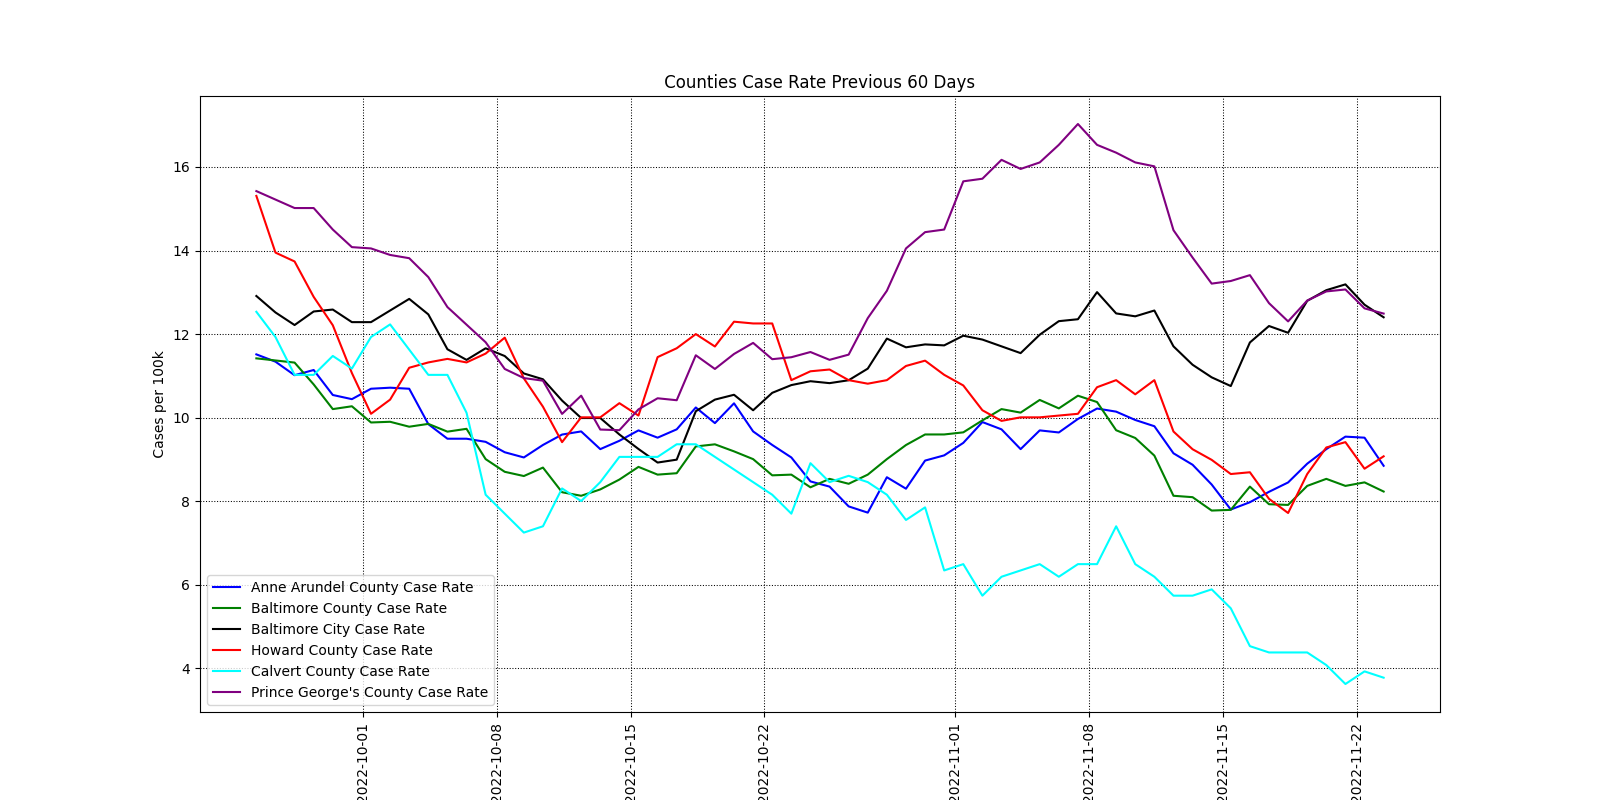 Counties Case Rate Previous 60 Days
Cases per 100k
16
14
12
10
8
6
4
Anne Arundel County Case Rate
Baltimore County Case Rate
Baltimore City Case Rate
Howard County Case Rate
Calvert County Case Rate
Prince George's County Case Rate
2022-10-01
2022-10-08
2022-10-15
2022-10-22
2022-11-01
2022-11-08
2022-11-15
2022-11-22